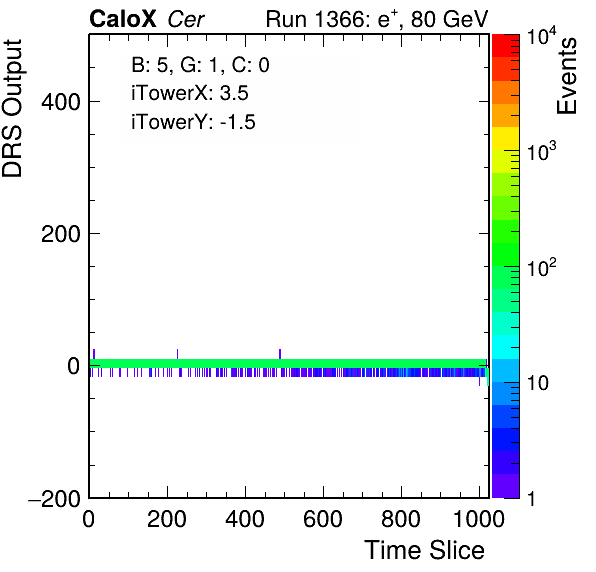 CaloX Cer Run 1366: e+, 80 GeV
B: 5, G: 1, C: 0
iTowerX: 3.5
iTowerY: -1.5
DRS Output
400
200
0
−200
0 200 400 600 800 1000
Time Slice
Events
10^4
10^3
10^2
10
1